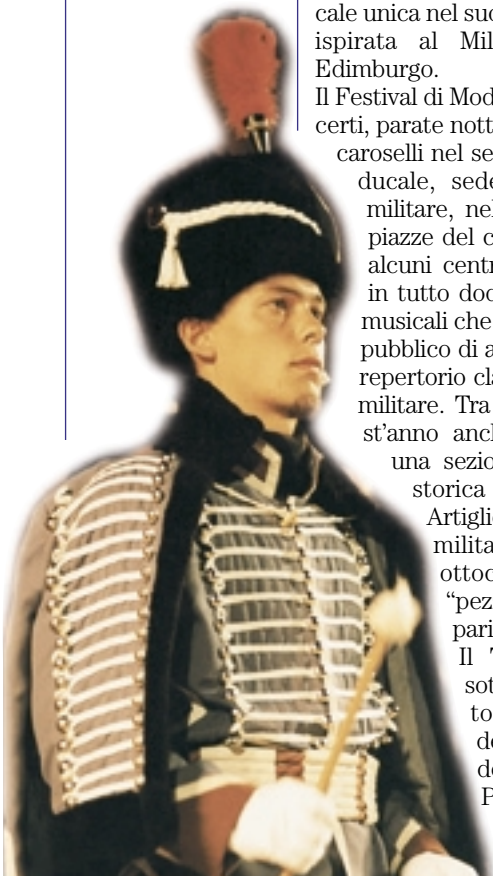 cale unica nel suo
ispirata al Mil
Edimburgo.
Il Festival di Mod
certi, parate nott
caroselli nel se
ducale, sede
militare, nel
piazze del c
alcuni centr
in tutto doc
musicali che
pubblico di a
repertorio cla
militare. Tra
st'anno anch
una sezio
storica
Artiglie
milita
ottoc
“pez
pari
Il T
sot
to
de
de
P